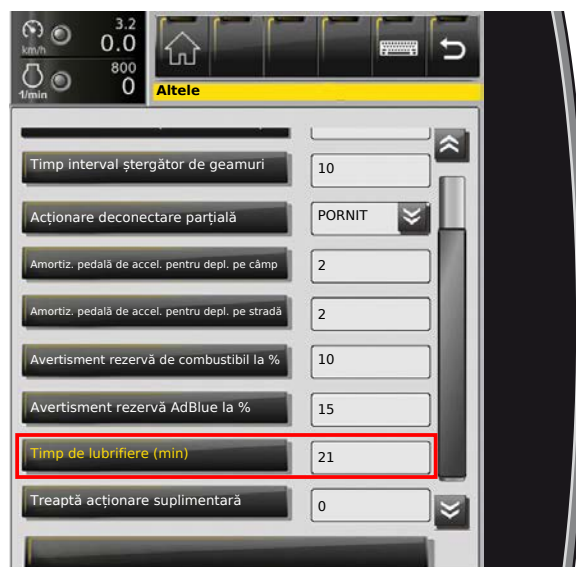 3.2
km/h 0.0
800
1/min 0
Altele
Timp interval ștergător de geamuri 10
Acționare deconectare parțială PORNIT
Amortiz. pedală de accel. pentru depl. pe câmp 2
Amortiz. pedală de accel. pentru depl. pe stradă 2
Avertisment rezervă de combustibil la % 10
Avertisment rezervă AdBlue la % 15
Timp de lubrifiere (min) 21
Treaptă acționare suplimentară 0